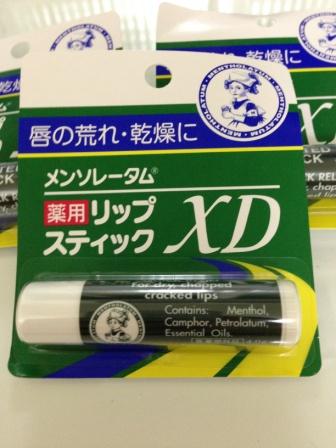 MENTHOLATUM
MENTHOLATUM
唇の荒れ・乾燥に
メンソレータム®
薬用リップ
スティック
XD
For dry, chapped
cracked lips
Contains: Menthol,
Camphor, Petrolatum,
Essential Oils.